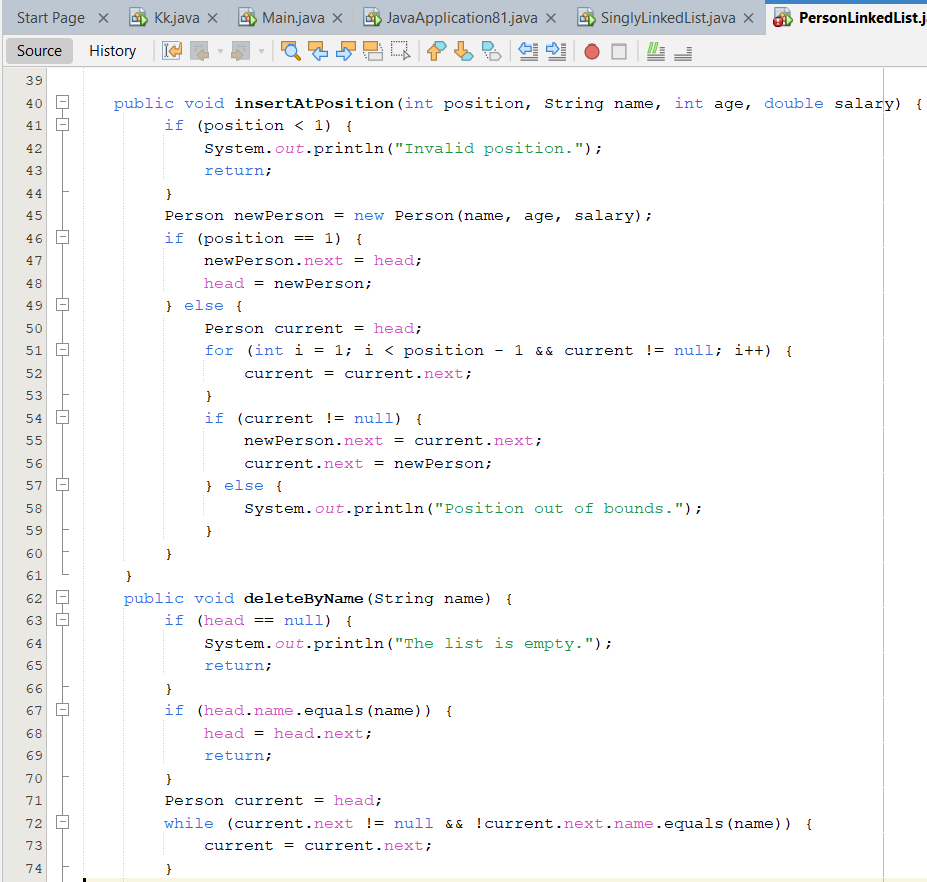 Start Page Kk.java Main.java JavaApplication81.java SinglyLinkedList.java PersonLinkedList.j
Source History
39
40 public void insertAtPosition(int position, String name, int age, double salary) {
41 if (position < 1) {
42 System.out.println("Invalid position.");
43 return;
44 }
45 Person newPerson = new Person(name, age, salary);
46 if (position == 1) {
47 newPerson.next = head;
48 head = newPerson;
49 } else {
50 Person current = head;
51 for (int i = 1; i < position - 1 && current != null; i++) {
52 current = current.next;
53 }
54 if (current != null) {
55 newPerson.next = current.next;
56 current.next = newPerson;
57 } else {
58 System.out.println("Position out of bounds.");
59 }
60 }
61 }
62 public void deleteByName(String name) {
63 if (head == null) {
64 System.out.println("The list is empty.");
65 return;
66 }
67 if (head.name.equals(name)) {
68 head = head.next;
69 return;
70 }
71 Person current = head;
72 while (current.next != null && !current.next.name.equals(name)) {
73 current = current.next;
74 }